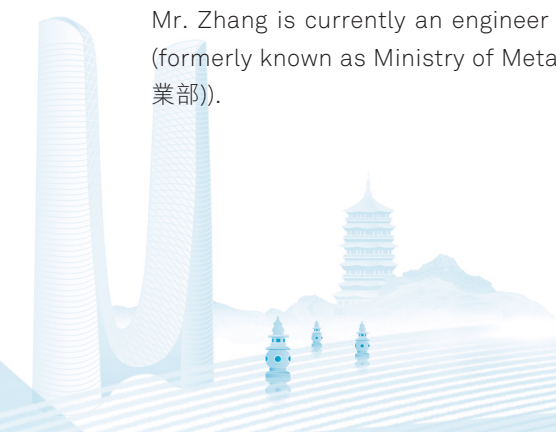 Mr. Zhang is currently an engineer
(formerly known as Ministry of Meta
業部)).